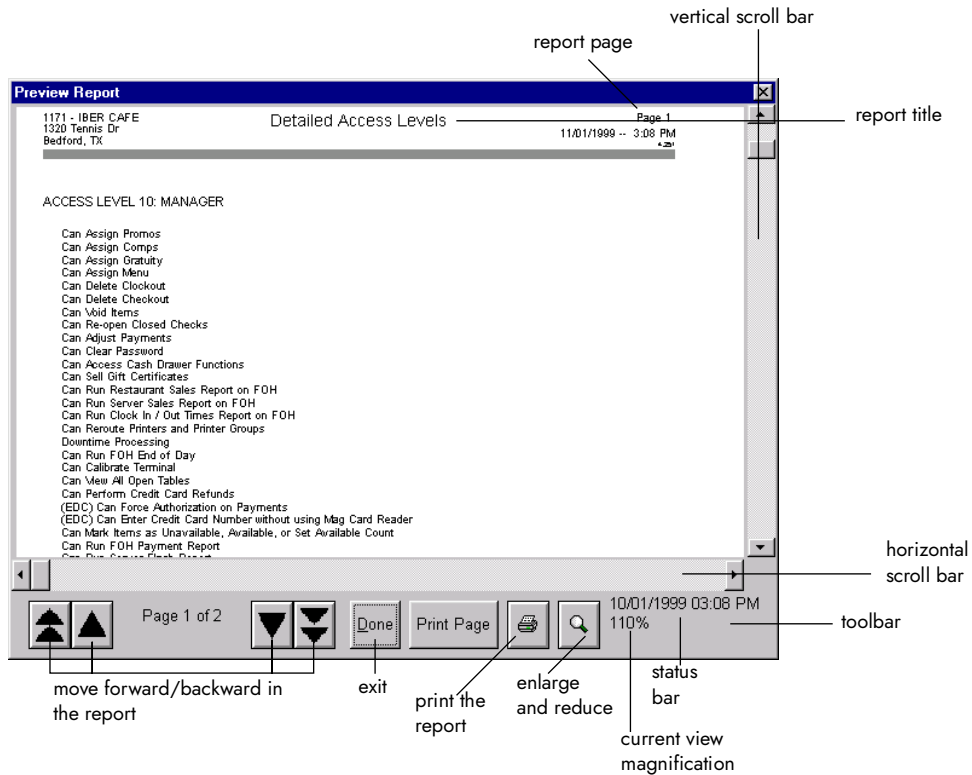 vertical scroll bar
report page
Preview Report
1171 - IBER CAFE
1320 Tennis Dr
Bedford, TX
Detailed Access Levels
Page 1
11/01/1999 -- 3:08 PM
report title
ACCESS LEVEL 10: MANAGER
Can Assign Promos
Can Assign Comps
Can Assign Gratuity
Can Assign Menu
Can Delete Clockout
Can Delete Checkout
Can Void Items
Can Re-open Closed Checks
Can Adjust Payments
Can Clear Password
Can Access Cash Drawer Functions
Can Sell Gift Certificates
Can Run Restaurant Sales Report on FOH
Can Run Server Sales Report on FOH
Can Run Clock In / Out Times Report on FOH
Can Reroute Printers and Printer Groups
Downtime Processing
Can Run FOH End of Day
Can Calibrate Terminal
Can View All Open Tables
Can Perform Credit Card Refunds
(EDC) Can Force Authorization on Payments
(EDC) Can Enter Credit Card Number without using Mag Card Reader
Can Mark Items as Unavailable, Available, or Set Available Count
Can Run FOH Payment Report
Can Run Server Flash Report
horizontal
scroll bar
Page 1 of 2
Done
Print Page
10/01/1999 03:08 PM
110%
toolbar
move forward/backward in
the report
exit
print the
report
enlarge
and reduce
status
bar
current view
magnification